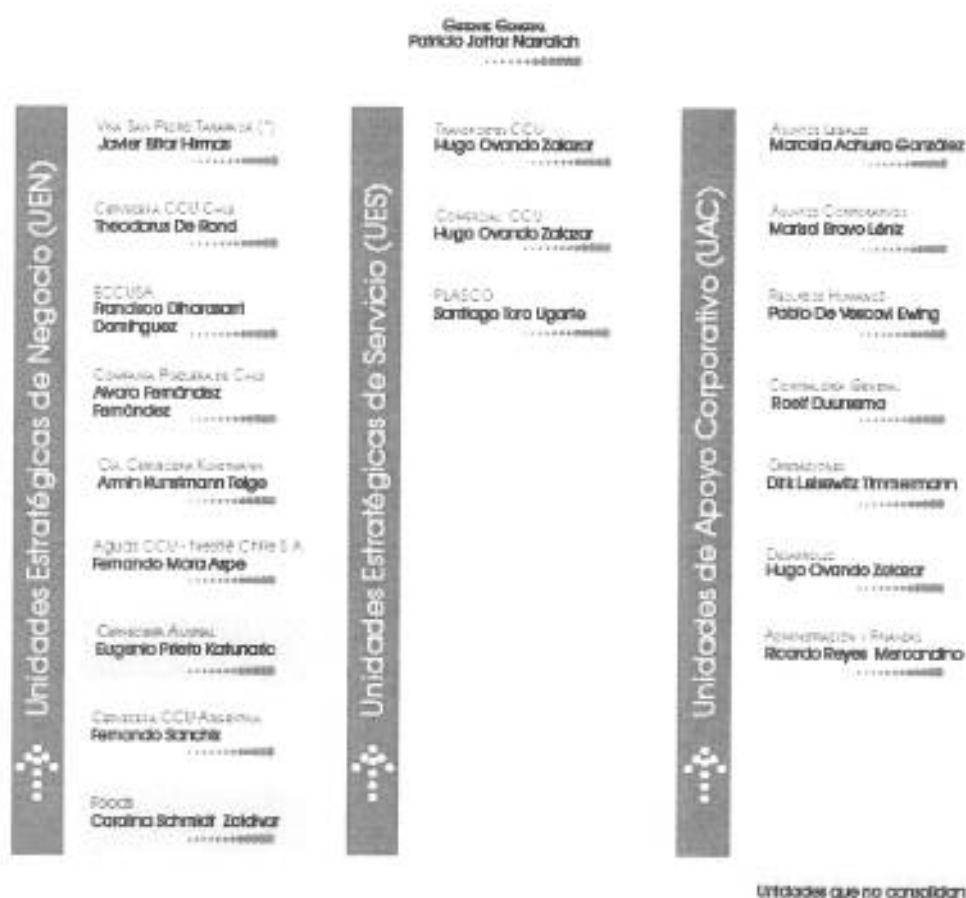 Gerente General
Patricio Jottar Nasrallah
Unidades Estratégicas de Negocio (UEN)
Viña San Pedro Tarapacá (*)
Javier Bitar Hirmas
Cervecera CCU Chile
Theodorus De Rond
ECCUSA
Francisco Diharasarri
Domínguez
Compañía Pisquera de Chile
Alvaro Fernández
Fernández
Cía. Cervecera Kunstmann
Armin Kunstmann Telge
Aguas CCU - Nestlé Chile S.A.
Fernando Mora Aspe
Cervecería Austral
Eugenio Prieto Katunaric
Cervecera CCU Argentina
Fernando Sanchis
Foods
Carolina Schmidt Zaldívar
Unidades Estratégicas de Servicio (UES)
Transportes CCU
Hugo Ovando Zalazar
Comercial CCU
Hugo Ovando Zalazar
PLASCO
Santiago Toro Ugarte
Unidades de Apoyo Corporativo (UAC)
Asuntos Legales
Marcela Achurra González
Asuntos Corporativos
Marisol Bravo Léniz
Recursos Humanos
Pablo De Vescovi Ewing
Contraloría General
Roelf Duursema
Operaciones
Dirk Leisewitz Timmermann
Desarrollo
Hugo Ovando Zalazar
Administración y Finanzas
Ricardo Reyes Mercandino
Unidades que no consolidan